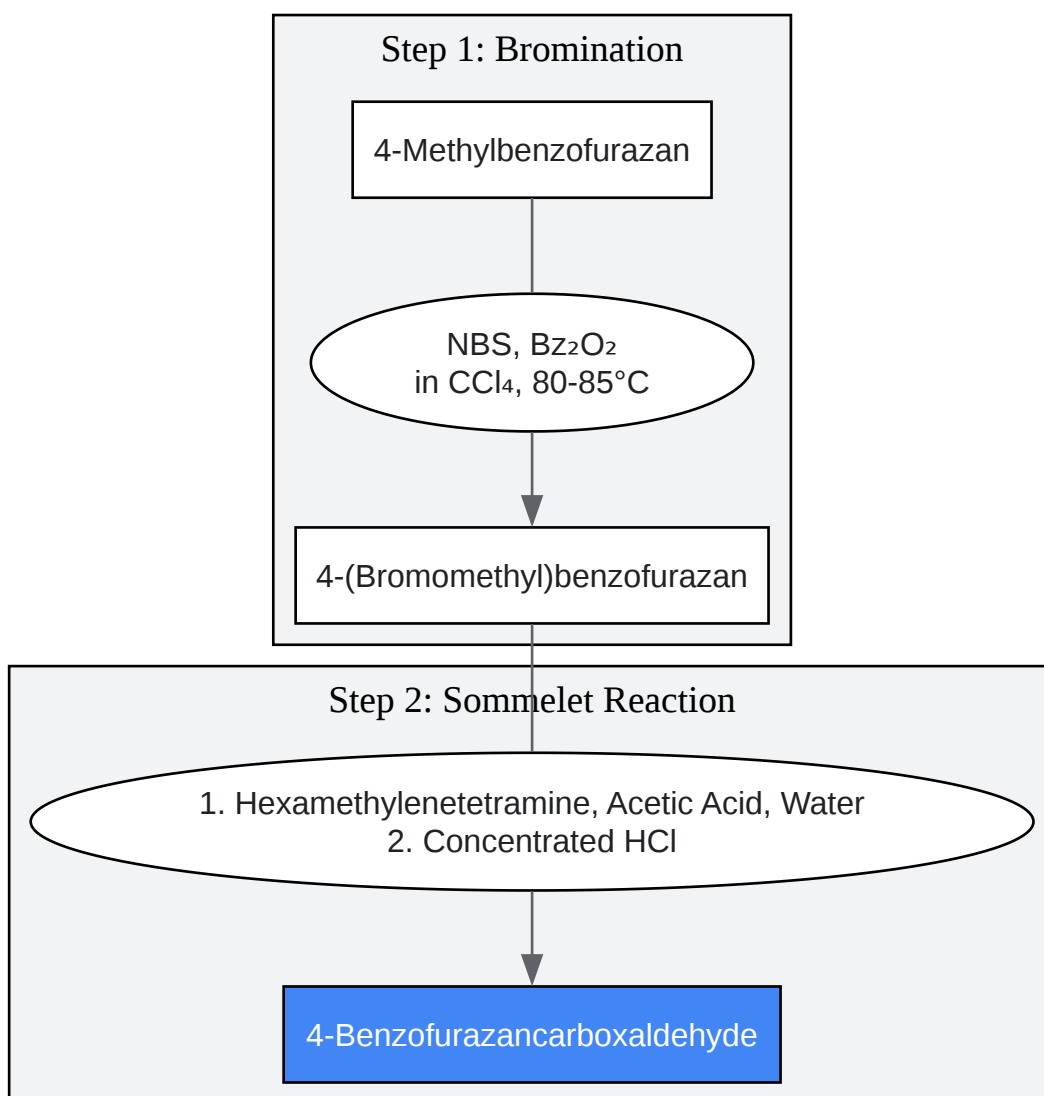 Step 1: Bromination
4-Methylbenzofurazan
NBS, Bz₂O₂
in CCl₄, 80-85°C
4-(Bromomethyl)benzofurazan
Step 2: Sommelet Reaction
1. Hexamethylenetetramine, Acetic Acid, Water
2. Concentrated HCl
4-Benzofurazancarboxaldehyde